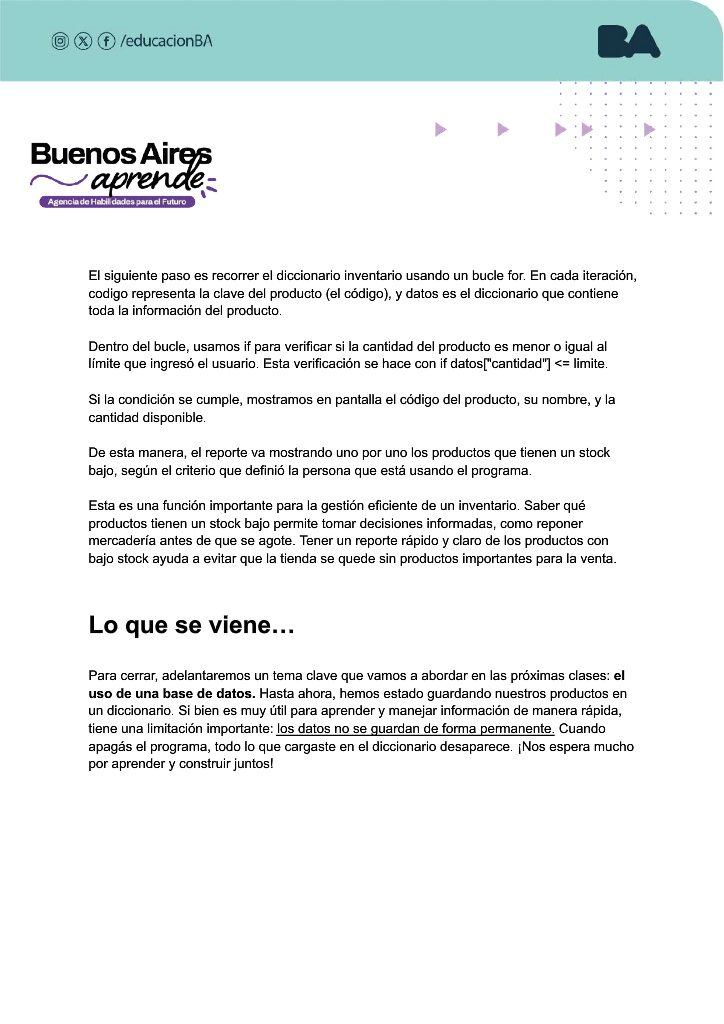 /educacionBA
BA
Buenos Aires
aprende
Agencia de Habilidades para el Futuro
El siguiente paso es recorrer el diccionario inventario usando un bucle for. En cada iteración,
codigo representa la clave del producto (el código), y datos es el diccionario que contiene
toda la información del producto.
Dentro del bucle, usamos if para verificar si la cantidad del producto es menor o igual al
límite que ingresó el usuario. Esta verificación se hace con if datos["cantidad"] <= limite.
Si la condición se cumple, mostramos en pantalla el código del producto, su nombre, y la
cantidad disponible.
De esta manera, el reporte va mostrando uno por uno los productos que tienen un stock
bajo, según el criterio que definió la persona que está usando el programa.
Esta es una función importante para la gestión eficiente de un inventario. Saber qué
productos tienen un stock bajo permite tomar decisiones informadas, como reponer
mercadería antes de que se agote. Tener un reporte rápido y claro de los productos con
bajo stock ayuda a evitar que la tienda se quede sin productos importantes para la venta.
Lo que se viene…
Para cerrar, adelantaremos un tema clave que vamos a abordar en las próximas clases: el
uso de una base de datos. Hasta ahora, hemos estado guardando nuestros productos en
un diccionario. Si bien es muy útil para aprender y manejar información de manera rápida,
tiene una limitación importante: los datos no se guardan de forma permanente. Cuando
apagás el programa, todo lo que cargaste en el diccionario desaparece. ¡Nos espera mucho
por aprender y construir juntos!